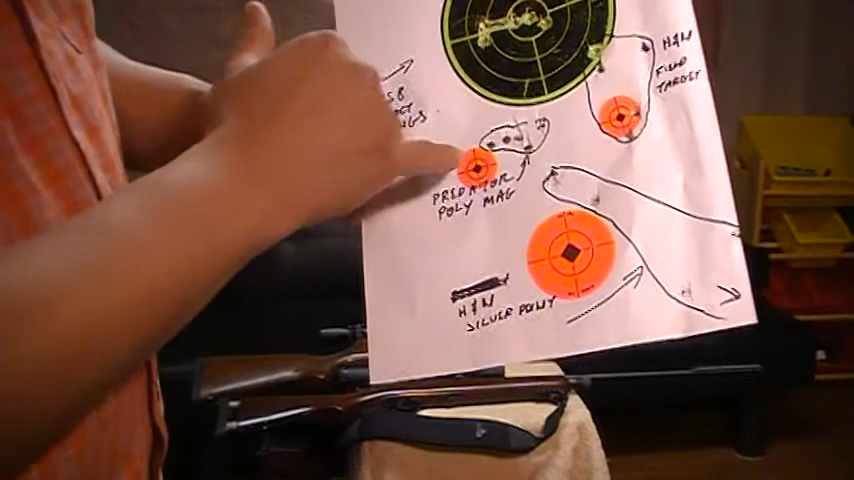 H&N
FIELD
TARGET
PREDATOR
POLY MAG
H&N
SILVER POINT